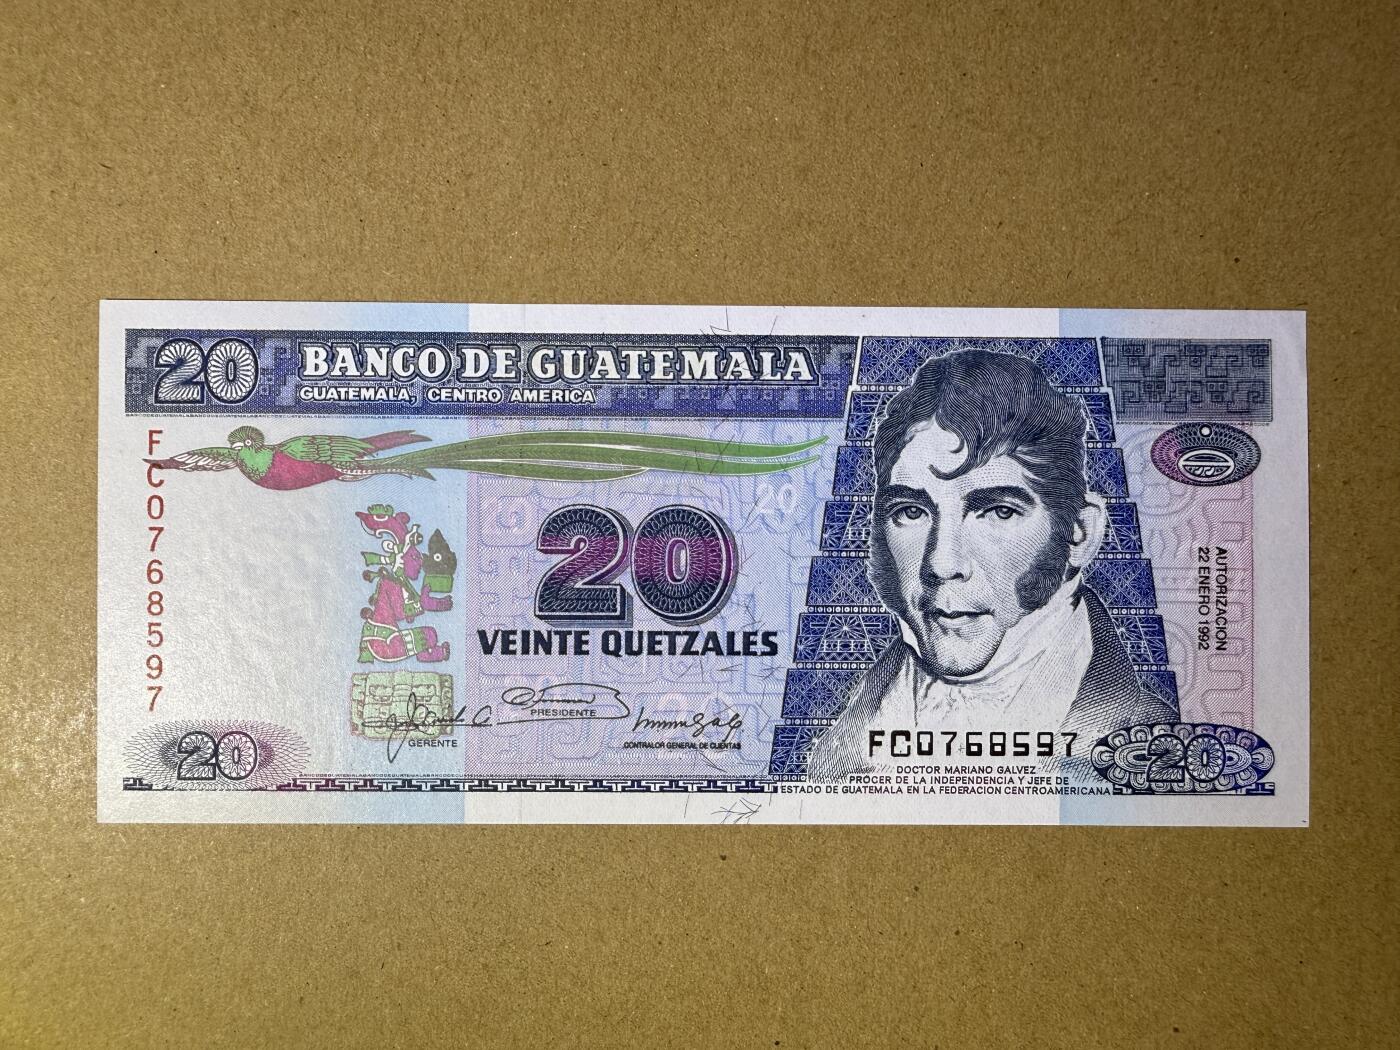 20 BANCO DE GUATEMALA
GUATEMALA, CENTRO AMERICA
FC0768597
20
20
VEINTE QUETZALES
AUTORIZACION
22 ENERO 1992
GERENTE
PRESIDENTE
CONTRALOR GENERAL DE CUENTAS
FC0768597
DOCTOR MARIANO GALVEZ
PROCER DE LA INDEPENDENCIA Y JEFE DE
ESTADO DE GUATEMALA EN LA FEDERACION CENTROAMERICANA
20
20